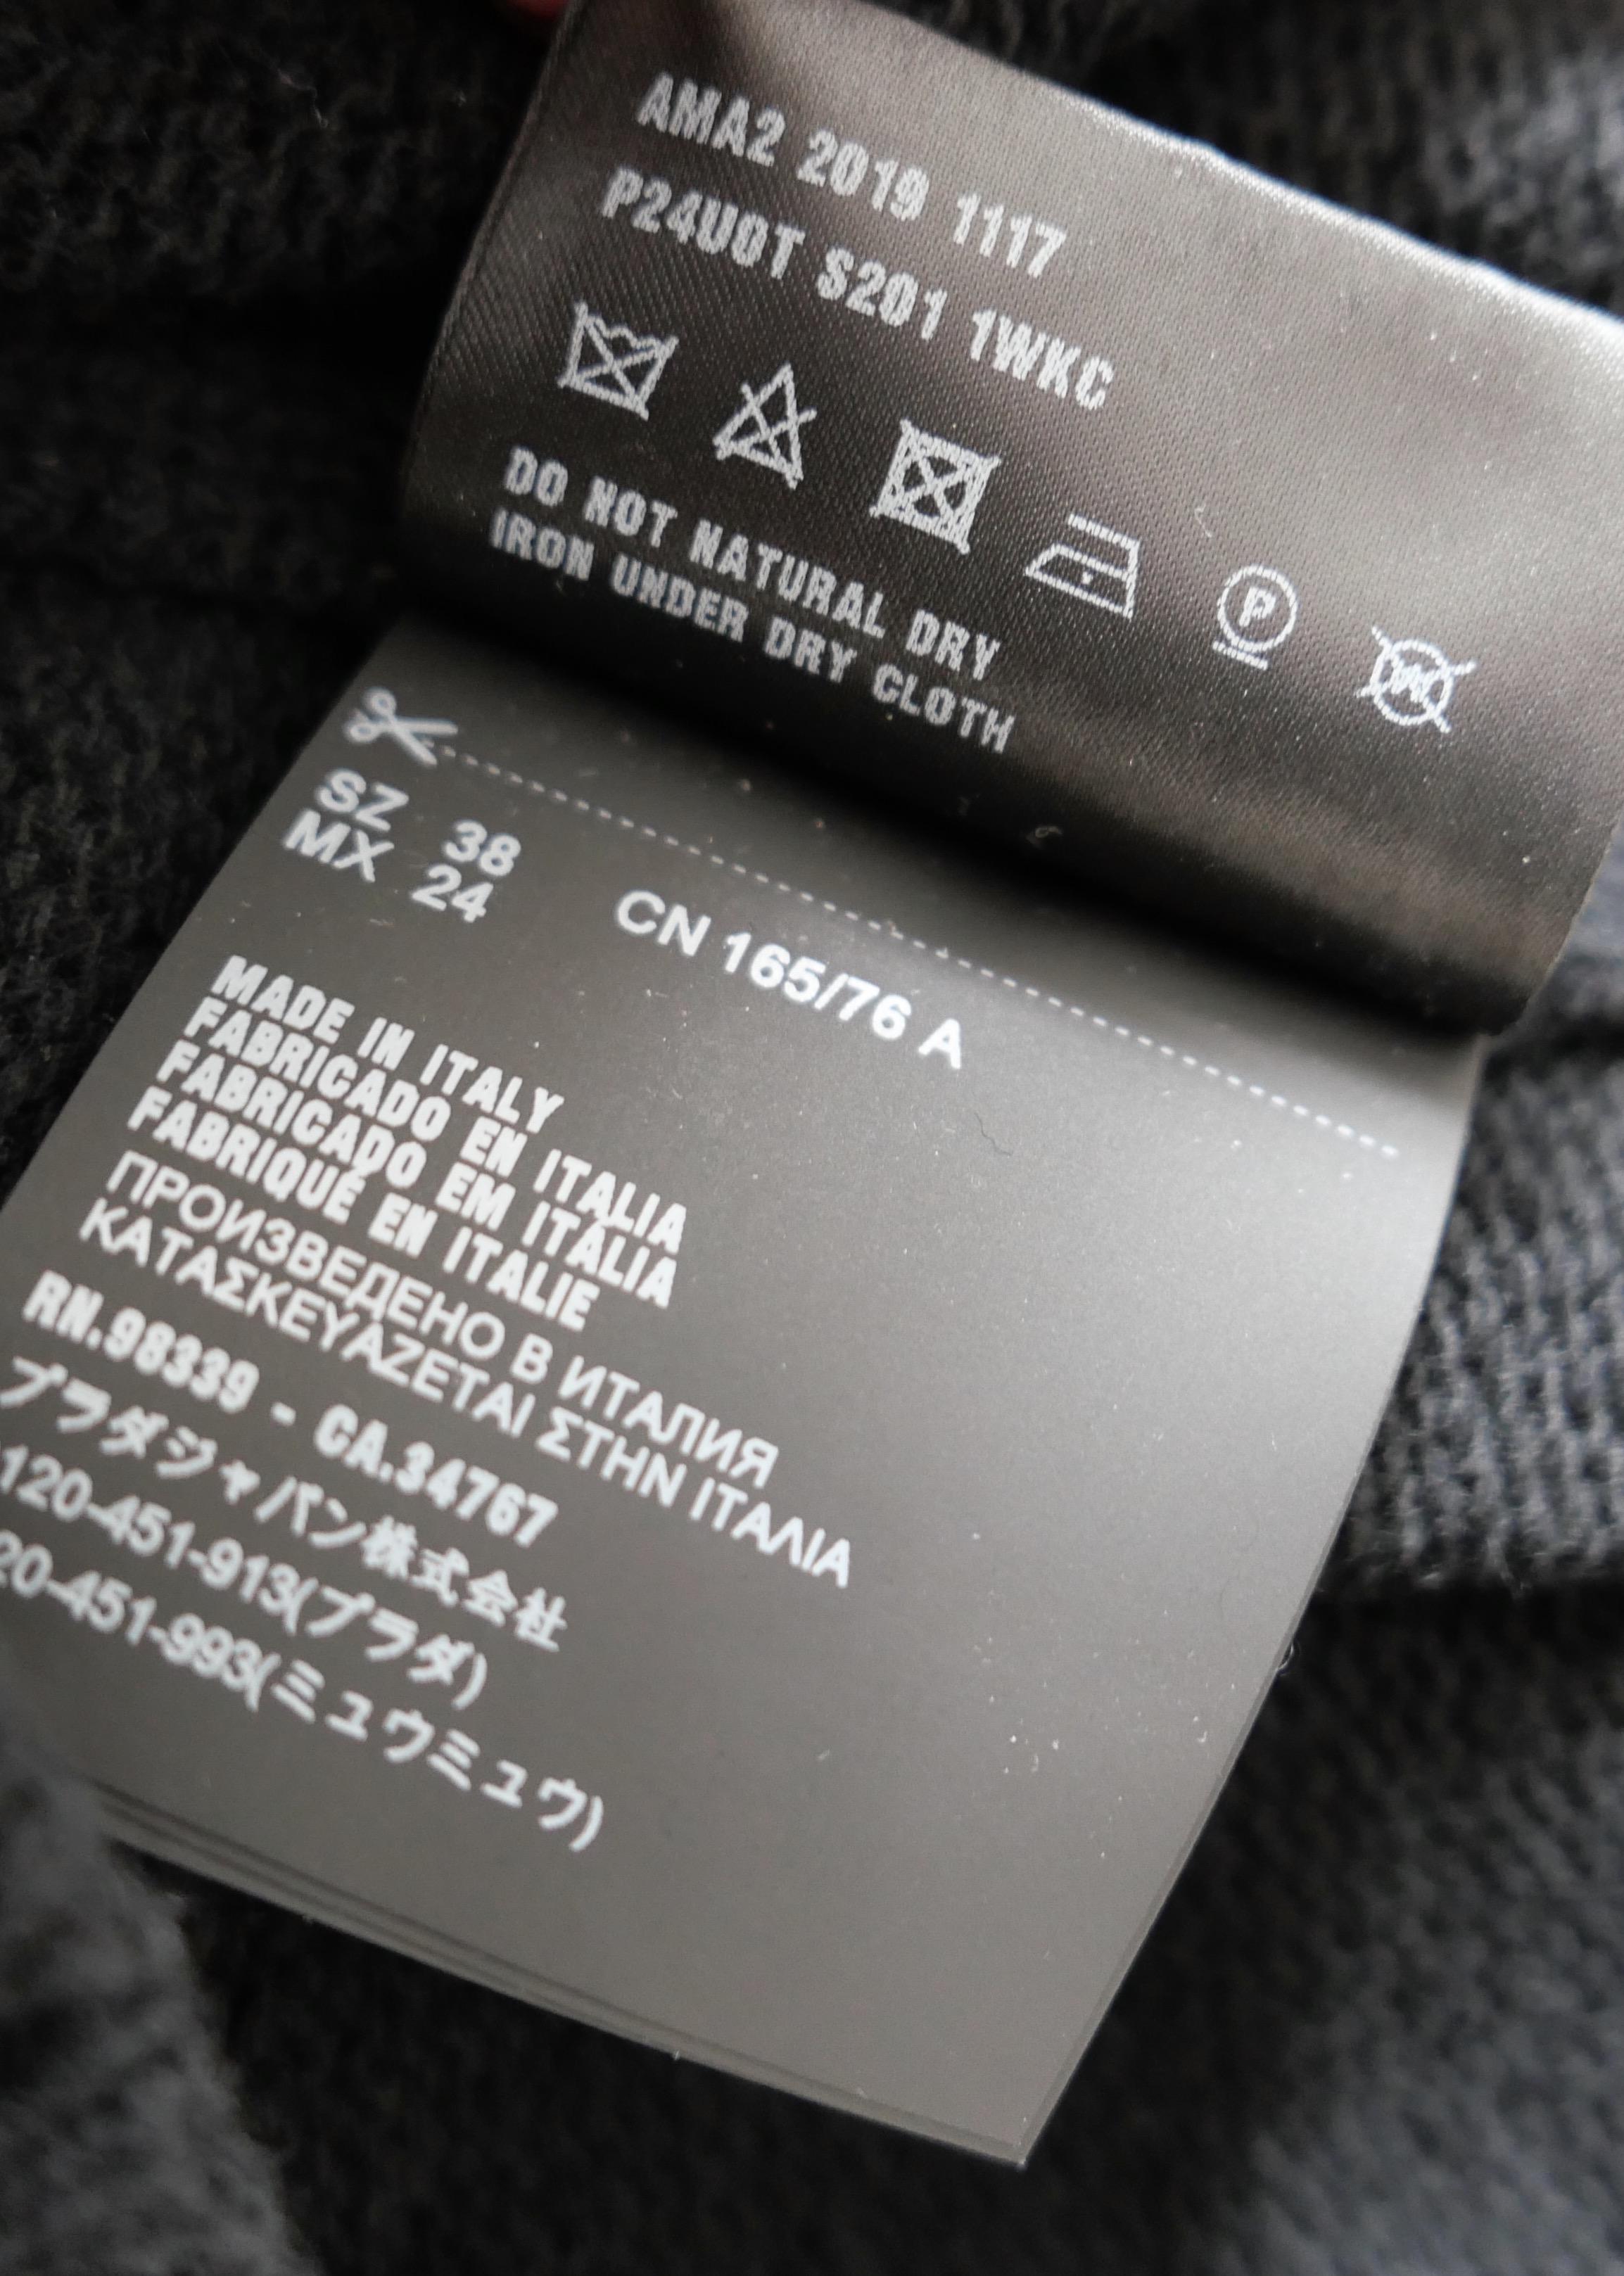 AMA2 2019 1117
P24U0T S201 1WKC
P
W
DO NOT NATURAL DRY
IRON UNDER DRY CLOTH
SZ 38
MX 24
CN 165/76 A
MADE IN ITALY
FABRICADO EN ITALIA
FABRICADO EM ITÁLIA
FABRIQUÉ EN ITALIE
ПРОИЗВЕДЕНО В ИТАЛИЯ
ΚΑΤΑΣΚΕΥΑΖΕΤΑΙ ΣΤΗΝ ΙΤΑΛΙΑ
RN.98339 - CA.34767
プラダジャパン株式会社
120-451-913(プラダ)
20-451-993(ミュウミュウ)